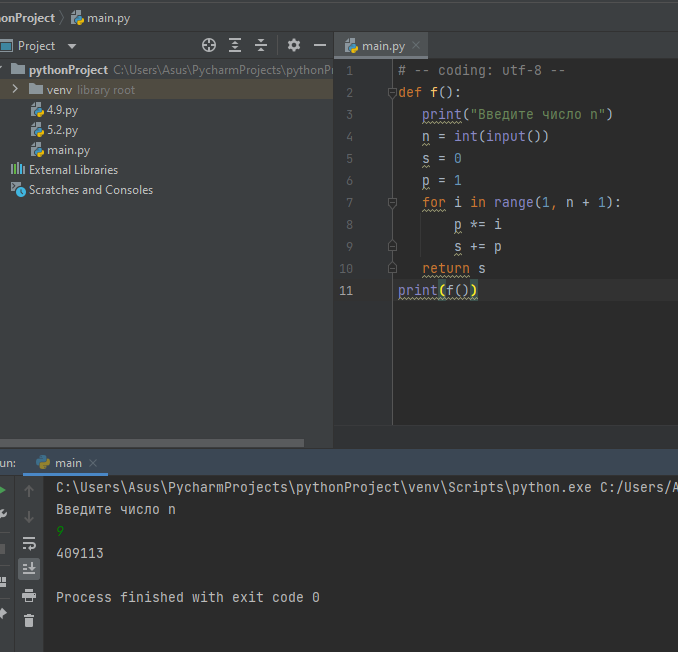 pythonProject
main.py
Project
main.py
pythonProject C:\Users\Asus\PycharmProjects\pythonPr
venv library root
4.9.py
5.2.py
main.py
External Libraries
Scratches and Consoles
1 # -- coding: utf-8 --
2 def f():
3 print("Введите число n")
4 n = int(input())
5 s = 0
6 p = 1
7 for i in range(1, n + 1):
8 p *= i
9 s += p
10 return s
11 print(f())
un: main
C:\Users\Asus\PycharmProjects\pythonProject\venv\Scripts\python.exe C:/Users/A
Введите число n
9
409113
Process finished with exit code 0